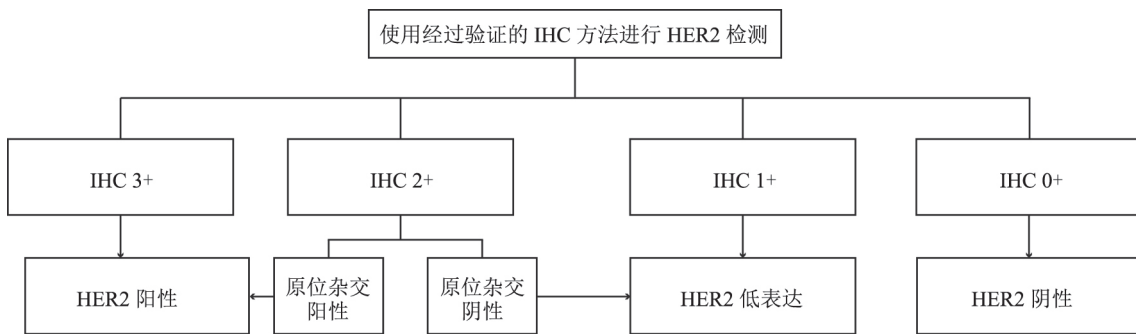 使用经过验证的 IHC 方法进行 HER2 检测
IHC 3+
IHC 2+
IHC 1+
IHC 0+
HER2 阳性
原位杂交
阳性
原位杂交
阴性
HER2 低表达
HER2 阴性